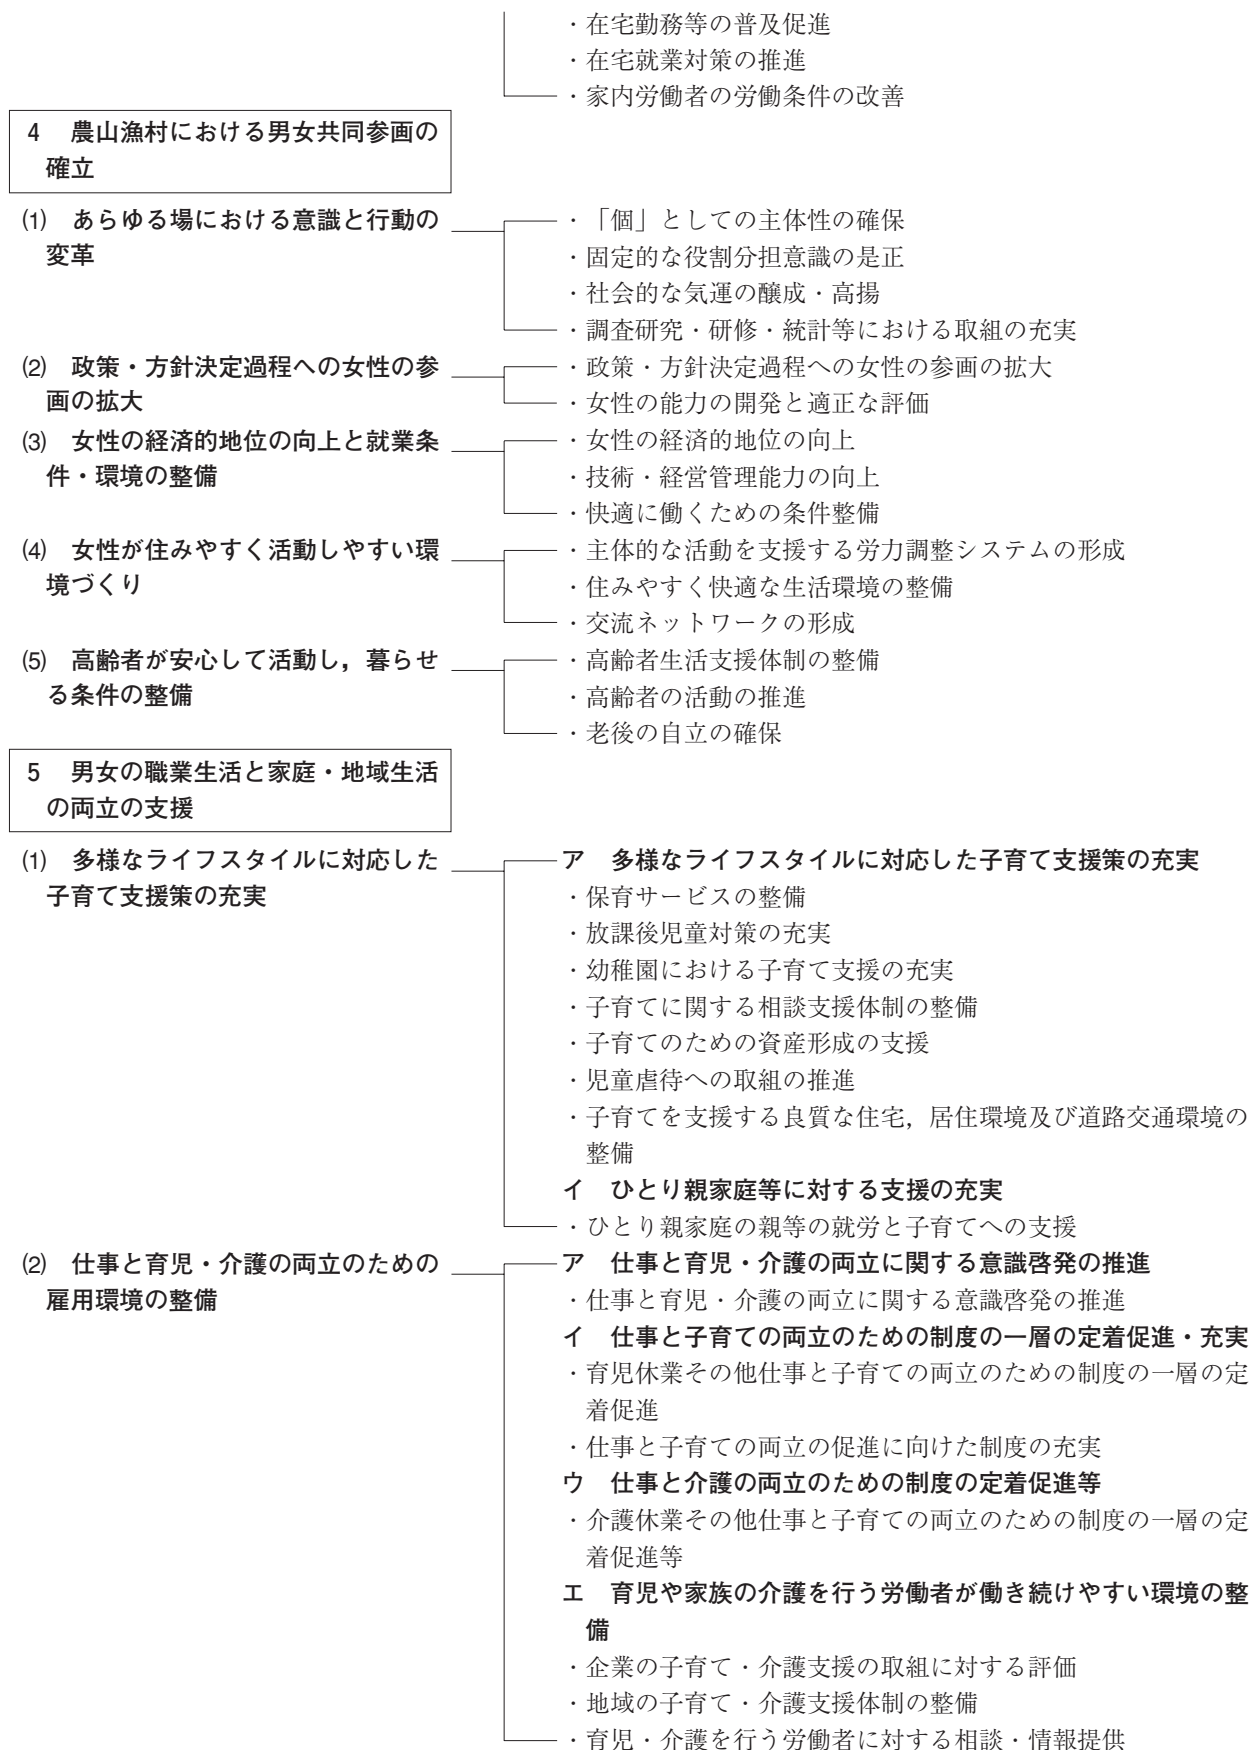 ・在宅勤務等の普及促進
・在宅就業対策の推進
・家内労働者の労働条件の改善
4　農山漁村における男女共同参画の
確立
⑴　あらゆる場における意識と行動の
変革
・「個」としての主体性の確保
・固定的な役割分担意識の是正
・社会的な気運の醸成・高揚
・調査研究・研修・統計等における取組の充実
⑵　政策・方針決定過程への女性の参
画の拡大
・政策・方針決定過程への女性の参画の拡大
・女性の能力の開発と適正な評価
⑶　女性の経済的地位の向上と就業条
件・環境の整備
・女性の経済的地位の向上
・技術・経営管理能力の向上
・快適に働くための条件整備
⑷　女性が住みやすく活動しやすい環
境づくり
・主体的な活動を支援する労力調整システムの形成
・住みやすく快適な生活環境の整備
・交流ネットワークの形成
⑸　高齢者が安心して活動し，暮らせ
る条件の整備
・高齢者生活支援体制の整備
・高齢者の活動の推進
・老後の自立の確保
5　男女の職業生活と家庭・地域生活
の両立の支援
⑴　多様なライフスタイルに対応した
子育て支援策の充実
ア　多様なライフスタイルに対応した子育て支援策の充実
・保育サービスの整備
・放課後児童対策の充実
・幼稚園における子育て支援の充実
・子育てに関する相談支援体制の整備
・子育てのための資産形成の支援
・児童虐待への取組の推進
・子育てを支援する良質な住宅，居住環境及び道路交通環境の
整備
イ　ひとり親家庭等に対する支援の充実
・ひとり親家庭の親等の就労と子育てへの支援
⑵　仕事と育児・介護の両立のための
雇用環境の整備
ア　仕事と育児・介護の両立に関する意識啓発の推進
・仕事と育児・介護の両立に関する意識啓発の推進
イ　仕事と子育ての両立のための制度の一層の定着促進・充実
・育児休業その他仕事と子育ての両立のための制度の一層の定
着促進
・仕事と子育ての両立の促進に向けた制度の充実
ウ　仕事と介護の両立のための制度の定着促進等
・介護休業その他仕事と子育ての両立のための制度の一層の定
着促進等
エ　育児や家族の介護を行う労働者が働き続けやすい環境の整
備
・企業の子育て・介護支援の取組に対する評価
・地域の子育て・介護支援体制の整備
・育児・介護を行う労働者に対する相談・情報提供